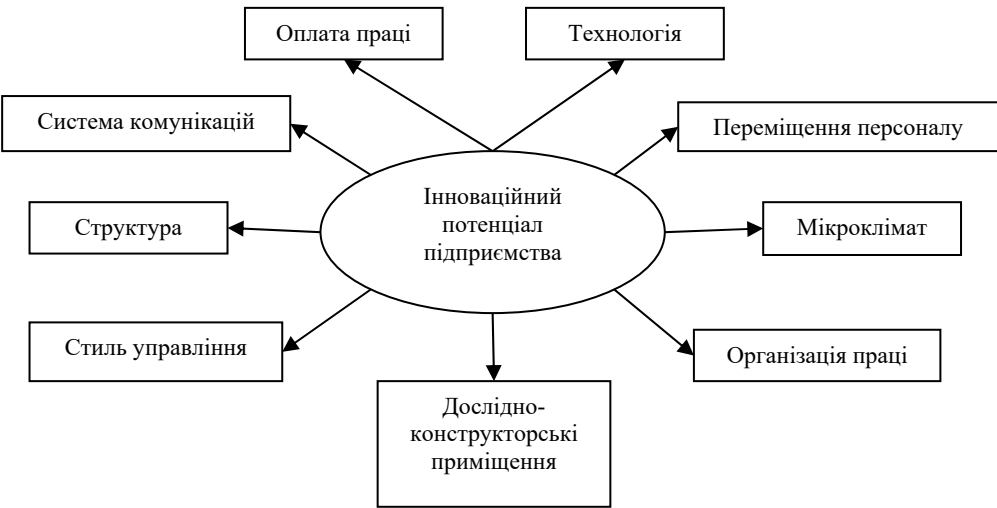 Оплата праці
Технологія
Система комунікацій
Переміщення персоналу
Інноваційний
потенціал
підприємства
Структура
Мікроклімат
Стиль управління
Організація праці
Дослідно-
конструкторські
приміщення